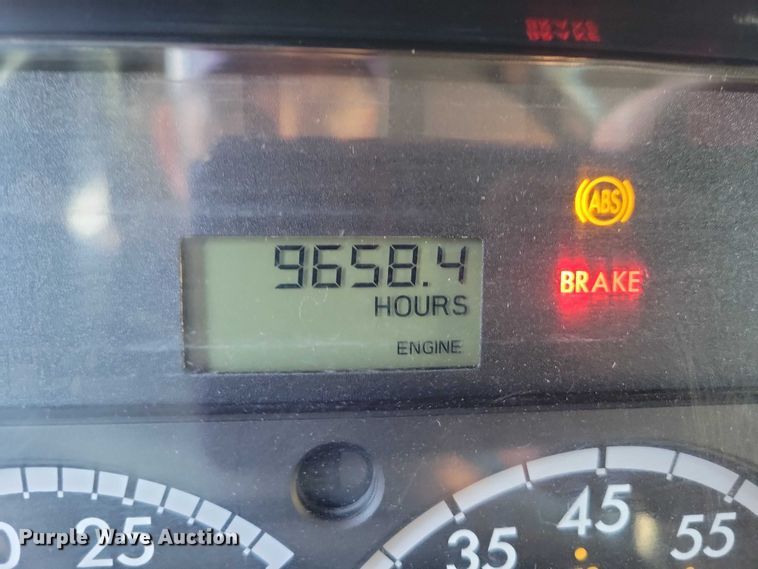 ABS
9658.4
BRAKE
HOURS
ENGINE
25
35
45
55
Purple Wave Auction